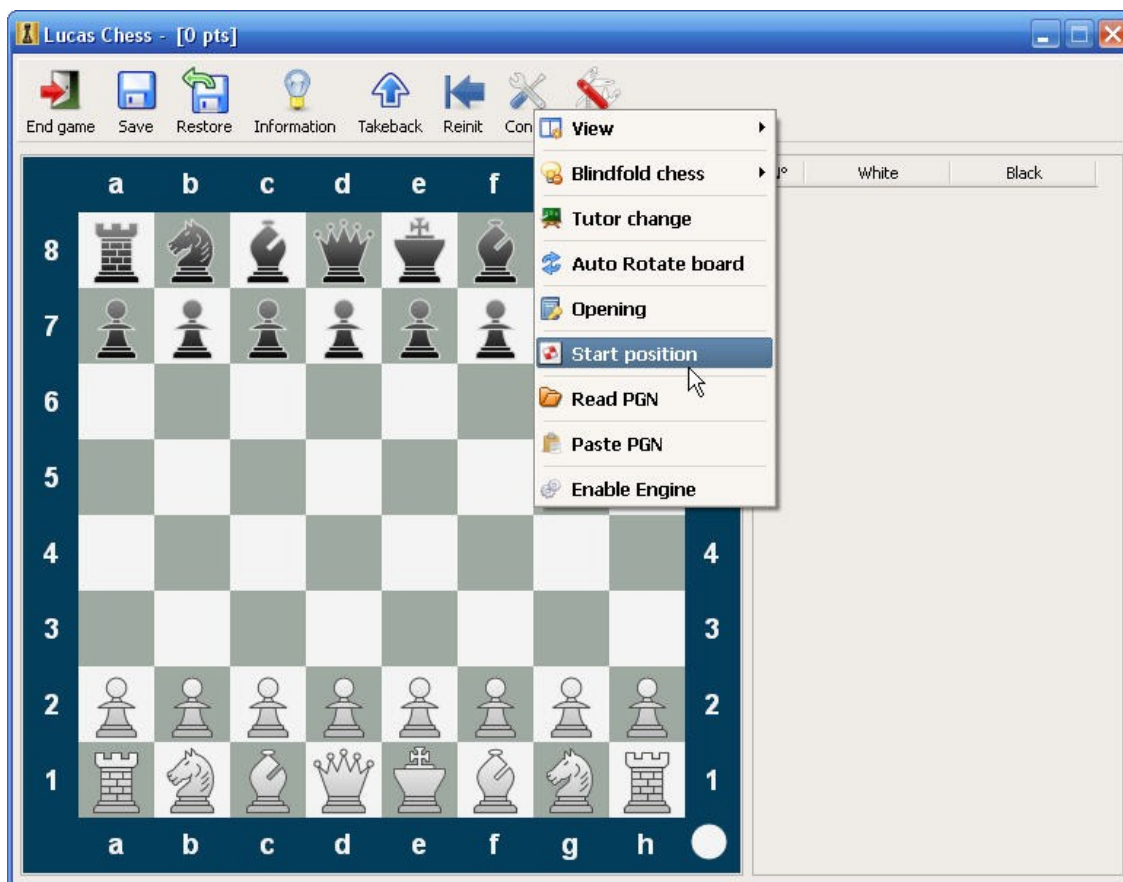 Lucas Chess - [0 pts]
End game Save Restore Information Takeback Reinit Con
View
Blindfold chess
Tutor change
Auto Rotate board
Opening
Start position
Read PGN
Paste PGN
Enable Engine
White Black
a b c d e f
8
7
6
5
4 4
3 3
2 2
1 1
a b c d e f g h